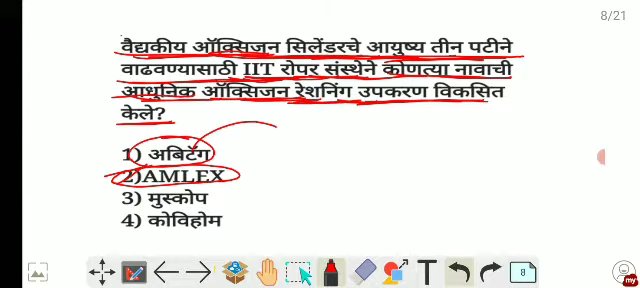 8/21
वैद्यकीय ऑक्सिजन सिलेंडरचे आयुष्य तीन पटीने
वाढवण्यासाठी IIT रोपर संस्थेने कोणत्या नावाची
आधुनिक ऑक्सिजन रेशनिंग उपकरण विकसित
केले?
1) अबिटेंग
2)AMLEX
3) मुस्कोप
4) कोविहोम
T
8
my